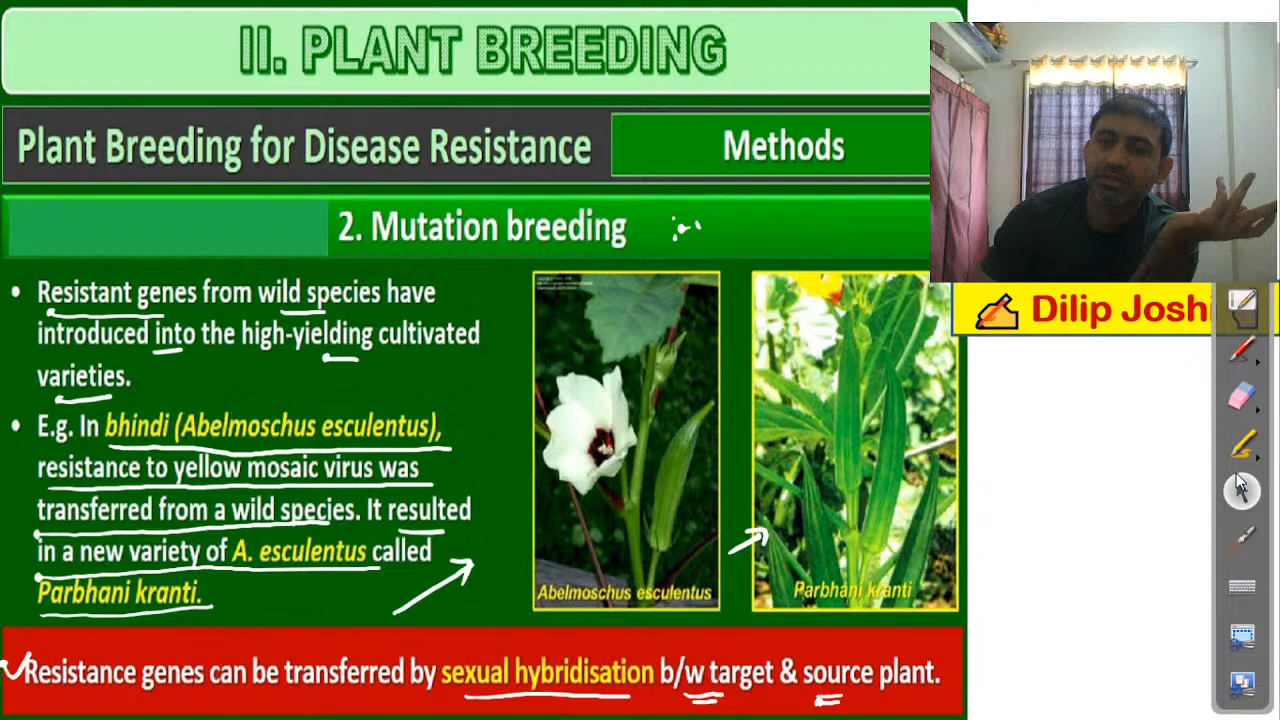 II. PLANT BREEDING
Plant Breeding for Disease Resistance
Methods
2. Mutation breeding
• Resistant genes from wild species have
introduced into the high-yielding cultivated
varieties.
• E.g. In bhindi (Abelmoschus esculentus),
resistance to yellow mosaic virus was
transferred from a wild species. It resulted
in a new variety of A. esculentus called
Parbhani kranti.
Abelmoschus esculentus
Parbhani kranti
Dilip Joshi
Resistance genes can be transferred by sexual hybridisation b/w target & source plant.